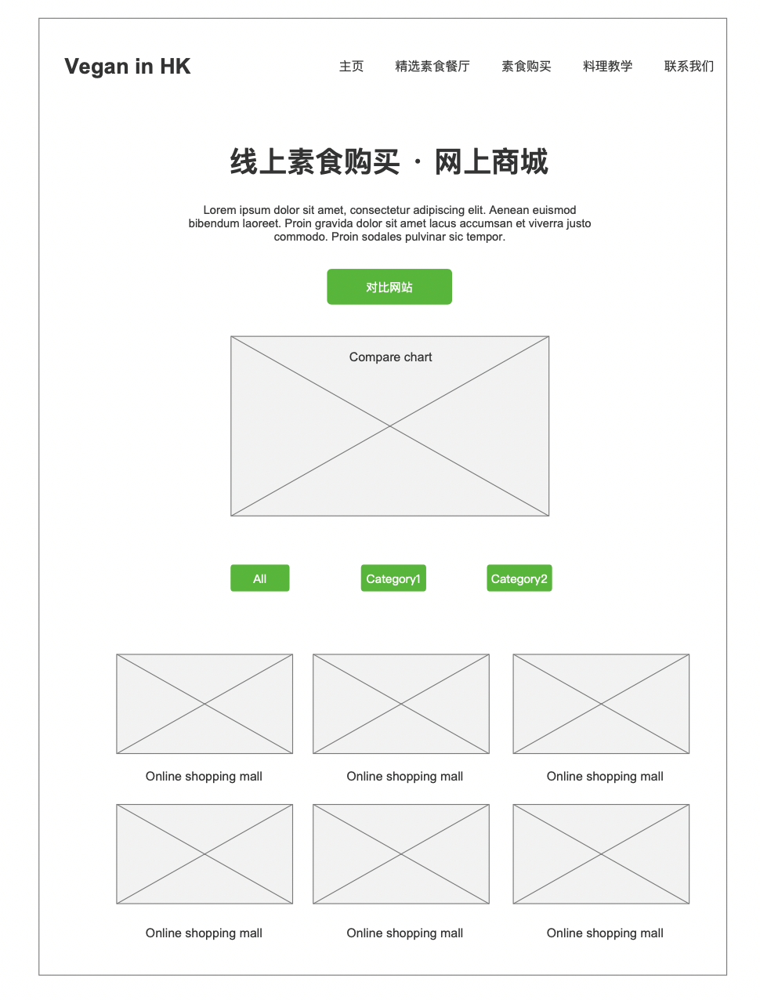 Vegan in HK
主页 精选素食餐厅 素食购买 料理教学 联系我们
线上素食购买 · 网上商城
Lorem ipsum dolor sit amet, consectetur adipiscing elit. Aenean euismod
bibendum laoreet. Proin gravida dolor sit amet lacus accumsan et viverra justo
commodo. Proin sodales pulvinar sic tempor.
对比网站
Compare chart
All Category1 Category2
Online shopping mall Online shopping mall Online shopping mall
Online shopping mall Online shopping mall Online shopping mall